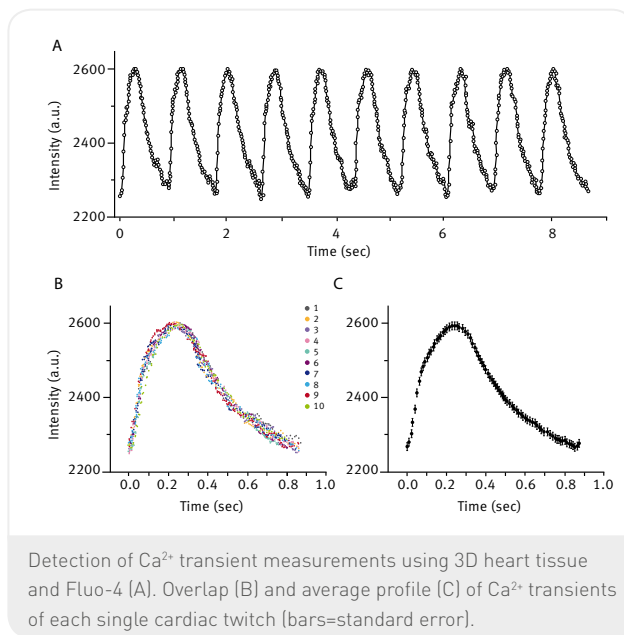 A
Intensity (a.u.)
2600
2400
2200
0 2 4 6 8
Time (sec)
B
Intensity (a.u.)
2600
2400
2200
0.0 0.2 0.4 0.6 0.8 1.0
Time (sec)
1
2
3
4
5
6
7
8
9
10
C
2600
2400
2200
0.0 0.2 0.4 0.6 0.8 1.0
Time (sec)
Detection of Ca²⁺ transient measurements using 3D heart tissue
and Fluo-4 (A). Overlap (B) and average profile (C) of Ca²⁺ transients
of each single cardiac twitch (bars=standard error).